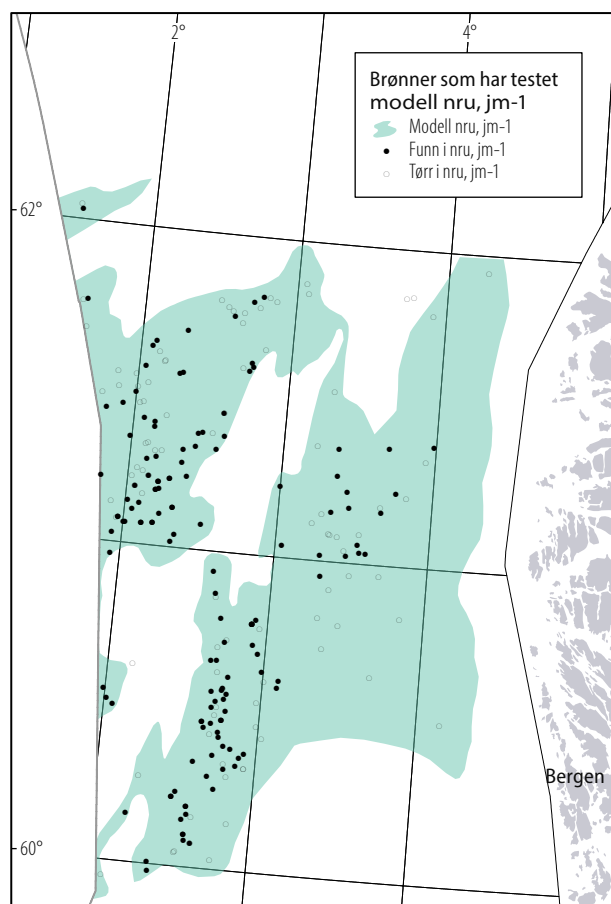 2°
4°
Brønner som har testet
modell nru, jm-1
Modell nru, jm-1
Funn i nru, jm-1
Tørr i nru, jm-1
62°
Bergen
60°